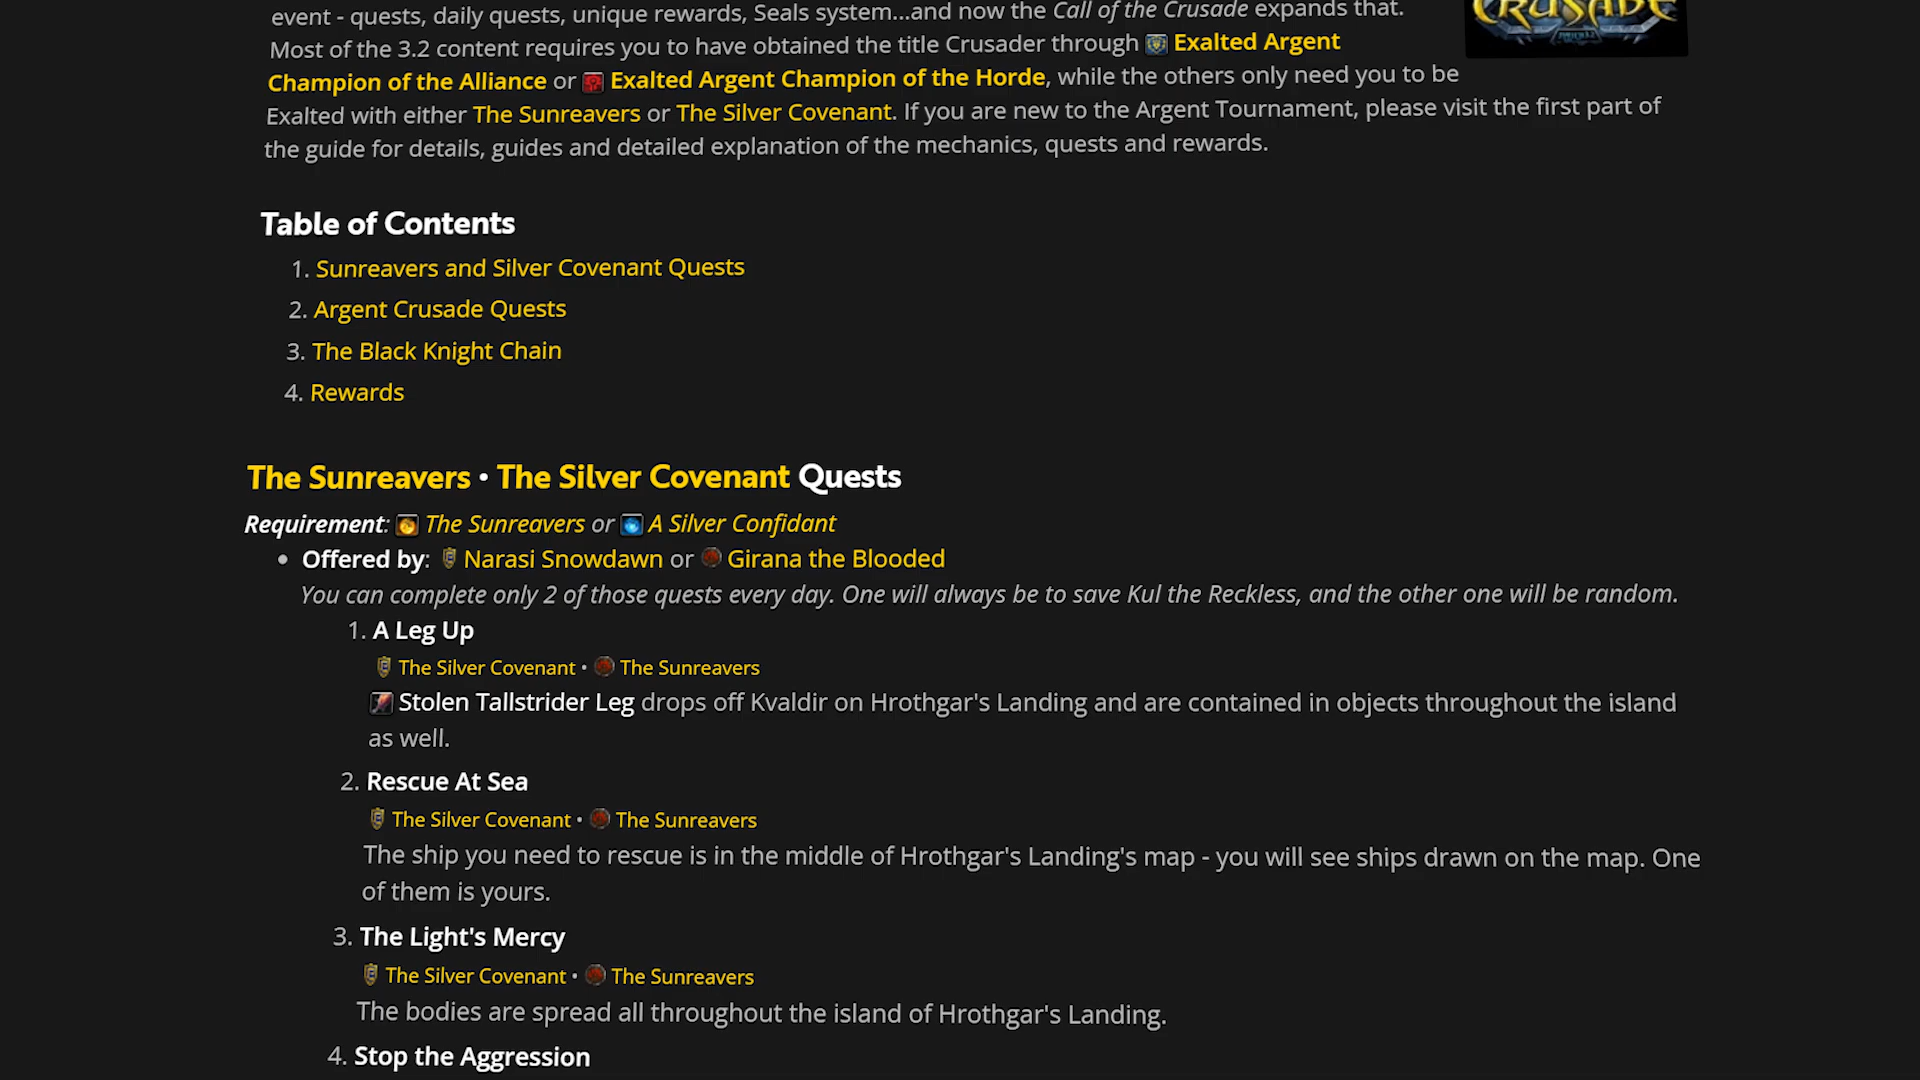 CRUSADE
event - quests, daily quests, unique rewards, Seals system...and now the Call of the Crusade expands that.
Most of the 3.2 content requires you to have obtained the title Crusader through Exalted Argent
Champion of the Alliance or Exalted Argent Champion of the Horde, while the others only need you to be
Exalted with either The Sunreavers or The Silver Covenant. If you are new to the Argent Tournament, please visit the first part of
the guide for details, guides and detailed explanation of the mechanics, quests and rewards.
Table of Contents
1. Sunreavers and Silver Covenant Quests
2. Argent Crusade Quests
3. The Black Knight Chain
4. Rewards
The Sunreavers • The Silver Covenant Quests
Requirement: The Sunreavers or A Silver Confidant
• Offered by: Narasi Snowdawn or Girana the Blooded
You can complete only 2 of those quests every day. One will always be to save Kul the Reckless, and the other one will be random.
1. A Leg Up
The Silver Covenant • The Sunreavers
Stolen Tallstrider Leg drops off Kvaldir on Hrothgar's Landing and are contained in objects throughout the island
as well.
2. Rescue At Sea
The Silver Covenant • The Sunreavers
The ship you need to rescue is in the middle of Hrothgar's Landing's map - you will see ships drawn on the map. One
of them is yours.
3. The Light's Mercy
The Silver Covenant • The Sunreavers
The bodies are spread all throughout the island of Hrothgar's Landing.
4. Stop the Aggression